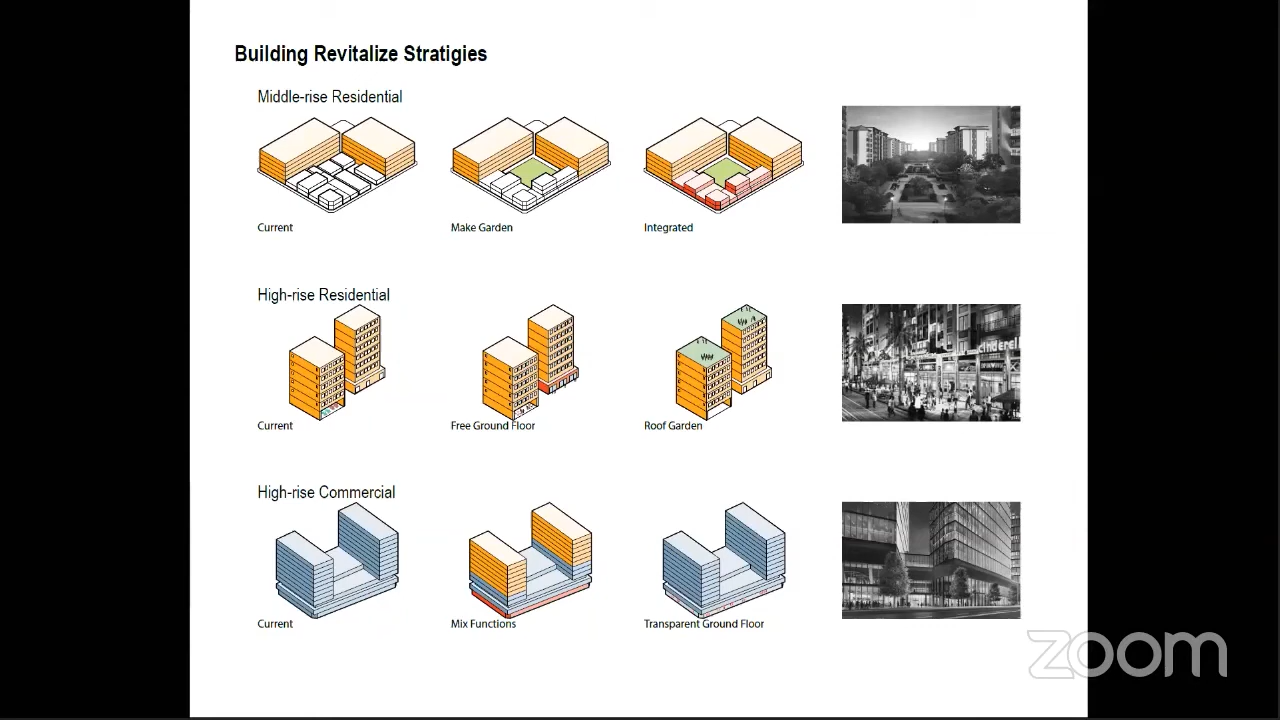 Building Revitalize Stratigies
Middle-rise Residential
Current
Make Garden
Integrated
High-rise Residential
cinderell
Current
Free Ground Floor
Roof Garden
High-rise Commercial
Current
Mix Functions
Transparent Ground Floor
zoom